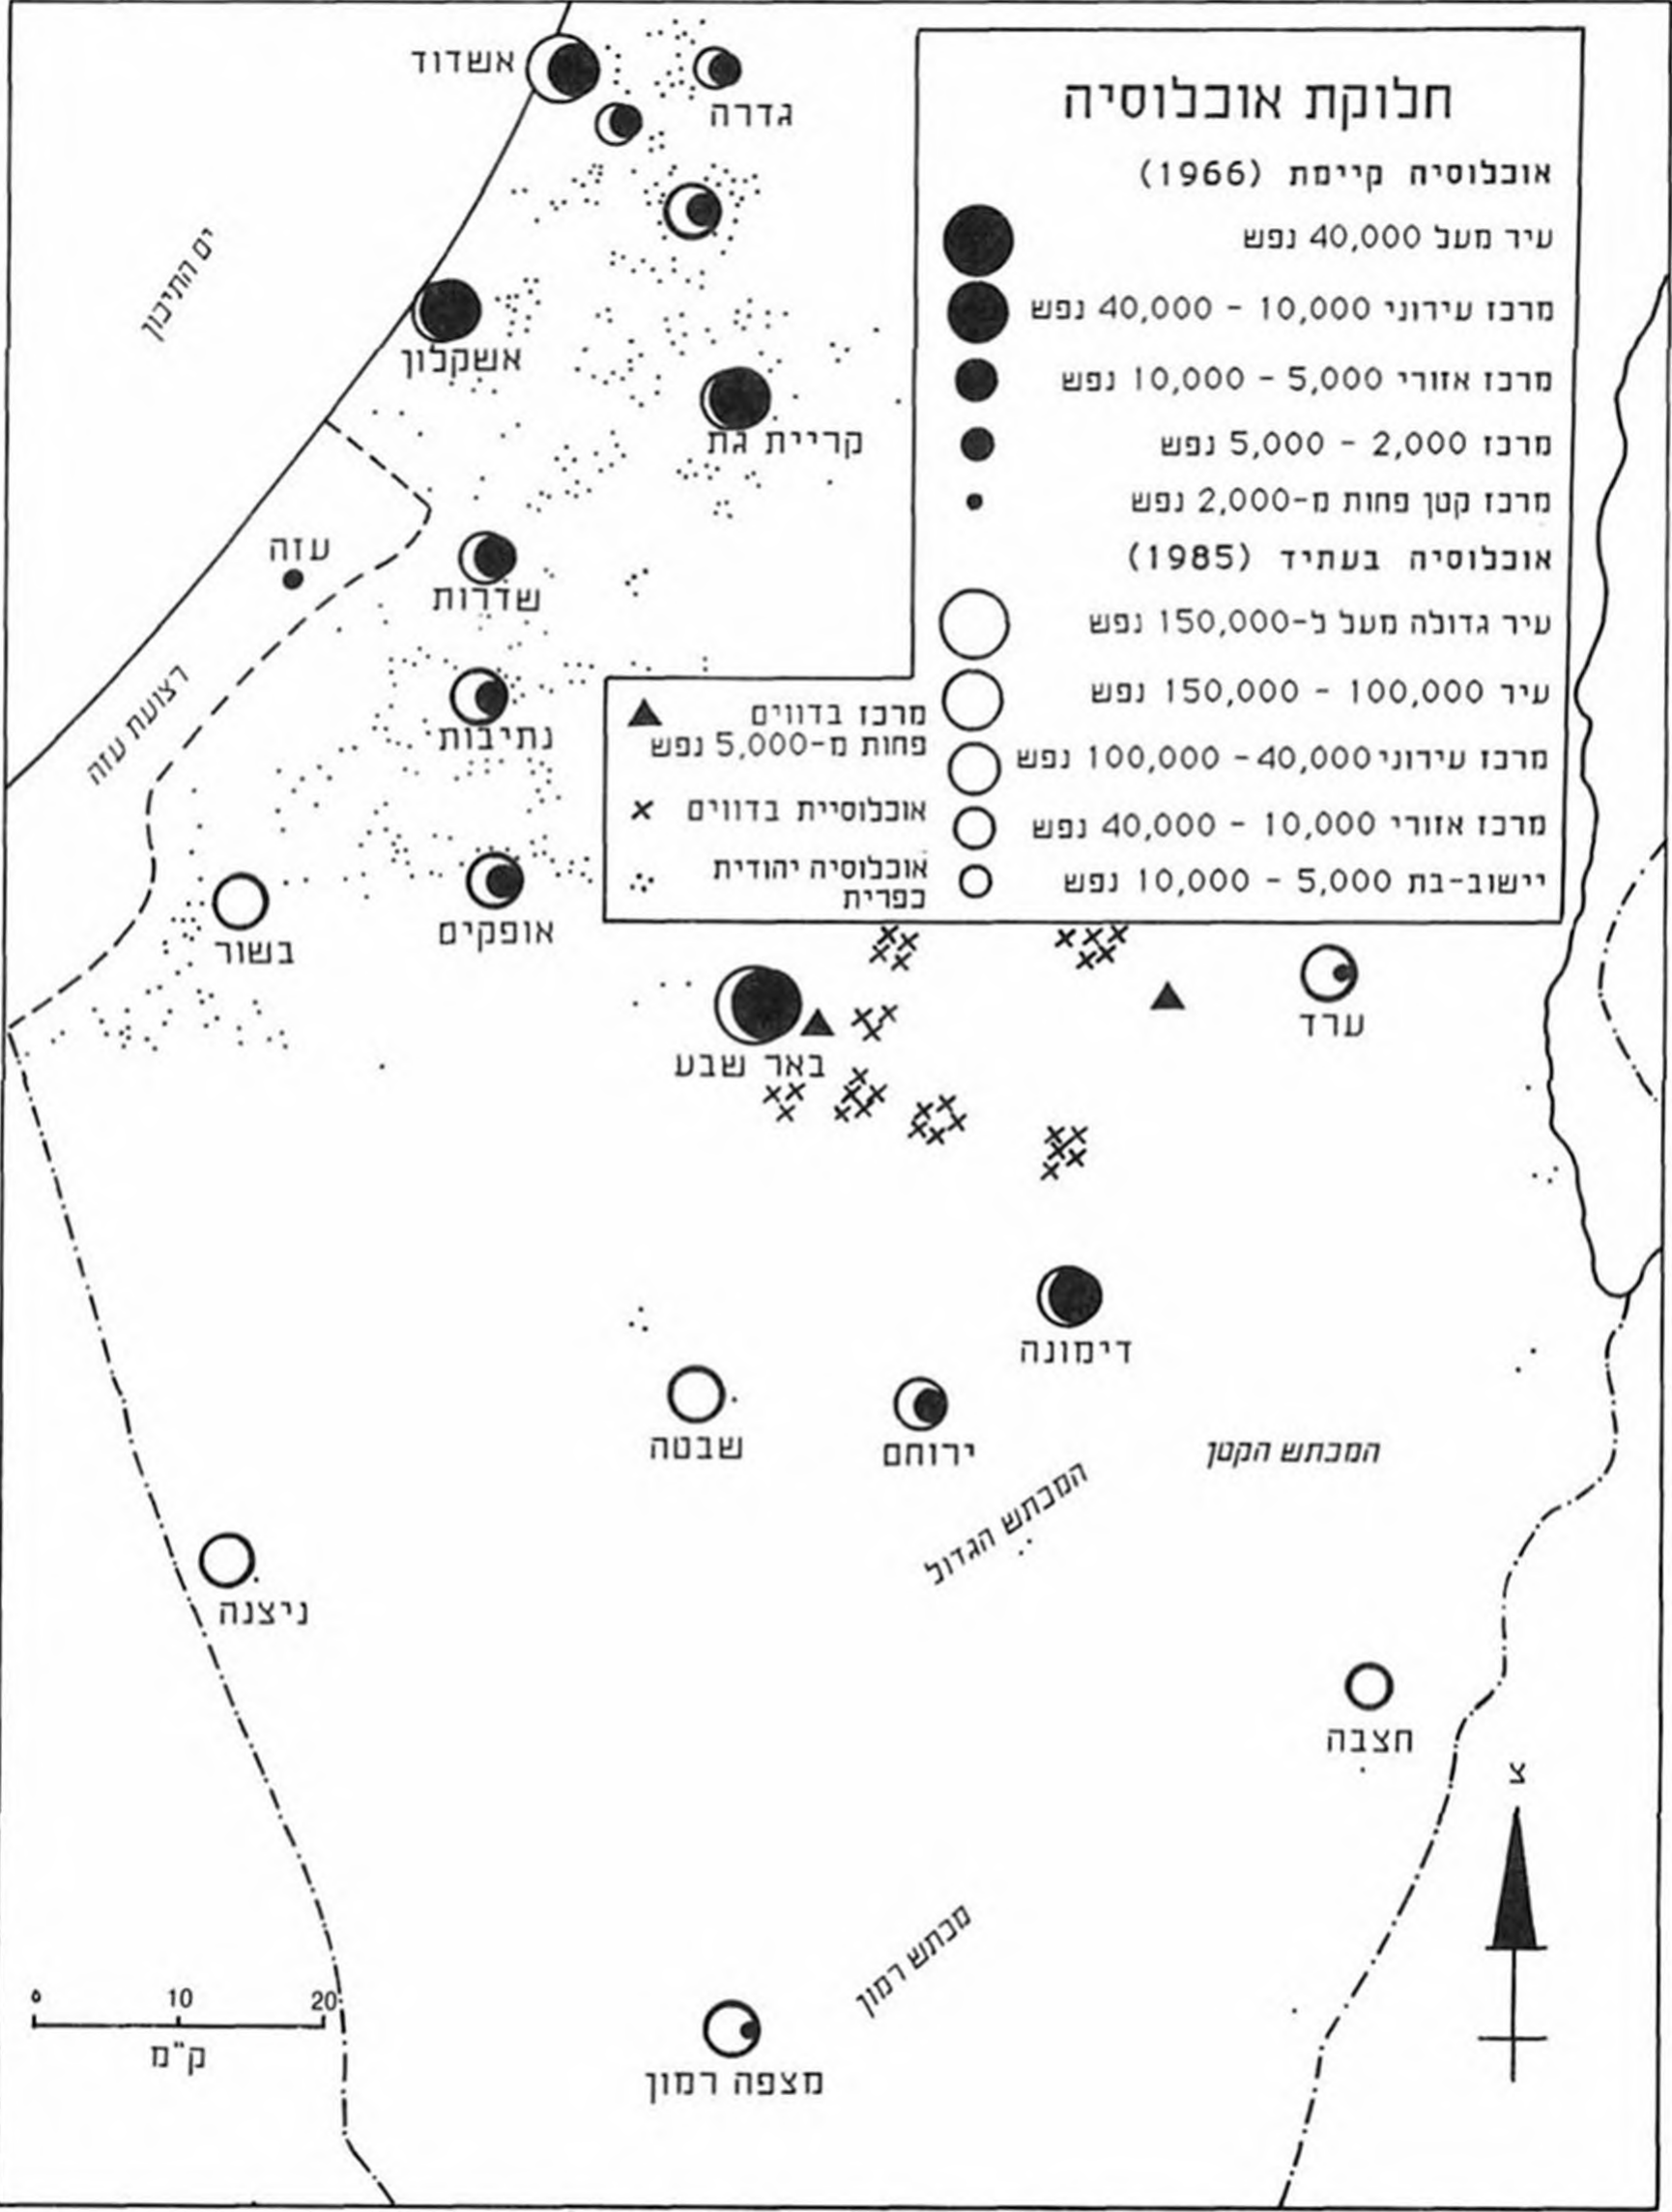 חלוקת אוכלוסיה
אוכלוסיה קיימת (1966)
עיר מעל 40,000 נפש
מרכז עירוני 10,000 - 40,000 נפש
מרכז אזורי 5,000 - 10,000 נפש
מרכז 2,000 - 5,000 נפש
מרכז קטן פחות מ-2,000 נפש
אוכלוסיה בעתיד (1985)
עיר גדולה מעל ל-150,000 נפש
עיר 100,000 - 150,000 נפש
מרכז עירוני 40,000 - 100,000 נפש
מרכז אזורי 10,000 - 40,000 נפש
יישוב-בת 5,000 - 10,000 נפש
מרכז בדווים
פחות מ-5,000 נפש
אוכלוסיית בדווים
אוכלוסיה יהודית
כפרית
אשדוד
גדרה
ים התיכון
אשקלון
קריית גת
עזה
שדרות
רצועת עזה
נתיבות
אופקים
בשור
באר שבע
ערד
דימונה
שבטה
ירוחם
המכתש הקטן
המכתש הגדול
ניצנה
חצבה
צ
מכתש רמון
מצפה רמון
0 10 20
ק"מ